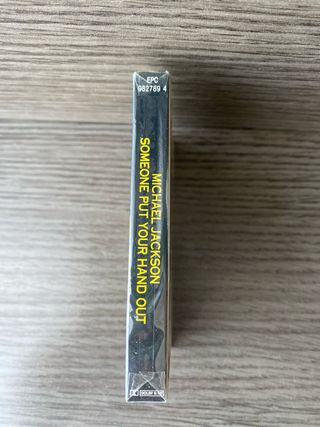 EPC
982789 4
MICHAEL JACKSON
SOMEONE PUT YOUR HAND OUT